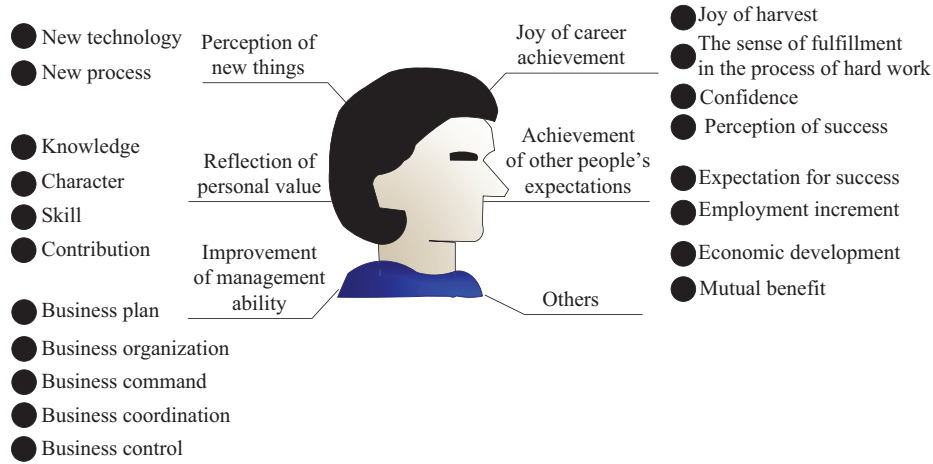 New technology
New process
Perception of
new things
Knowledge
Character
Skill
Contribution
Reflection of
personal value
Business plan
Business organization
Business command
Business coordination
Business control
Improvement
of management
ability
Joy of career
achievement
Joy of harvest
The sense of fulfillment
in the process of hard work
Confidence
Perception of success
Achievement
of other people's
expectations
Expectation for success
Employment increment
Others
Economic development
Mutual benefit